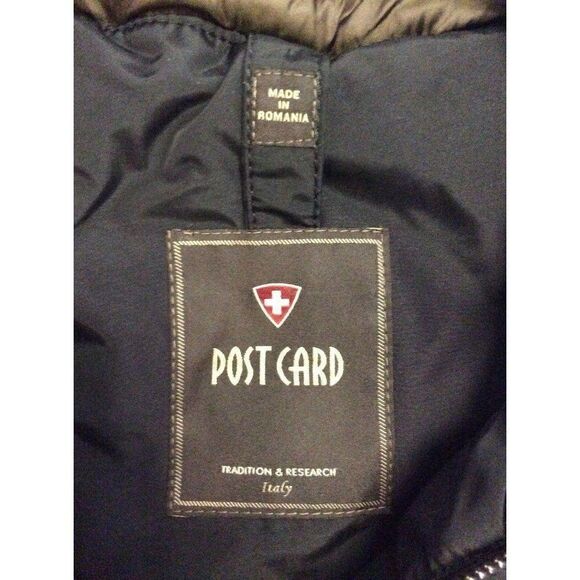 MADE
IN
ROMANIA
POST CARD
TRADITION & RESEARCH
Italy